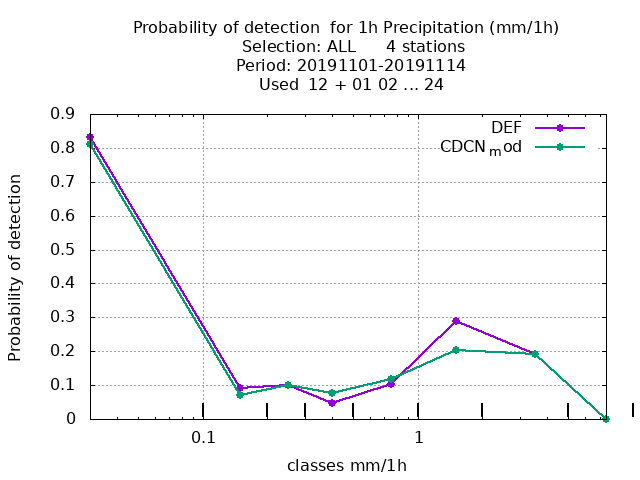 Probability of detection  for 1h Precipitation (mm/1h)
Selection: ALL      4 stations
Period: 20191101-20191114
Used  12 + 01 02 ... 24
DEF
CDCNmod
0.9
0.8
0.7
0.6
0.5
0.4
0.3
0.2
0.1
0
Probability of detection
0.1 1
classes mm/1h